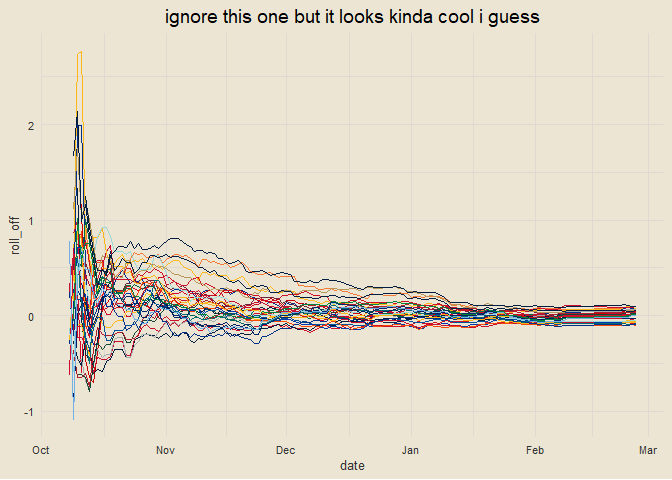 ignore this one but it looks kinda cool i guess
2
1
0
-1
roll_off
Oct Nov Dec Jan Feb Mar
date